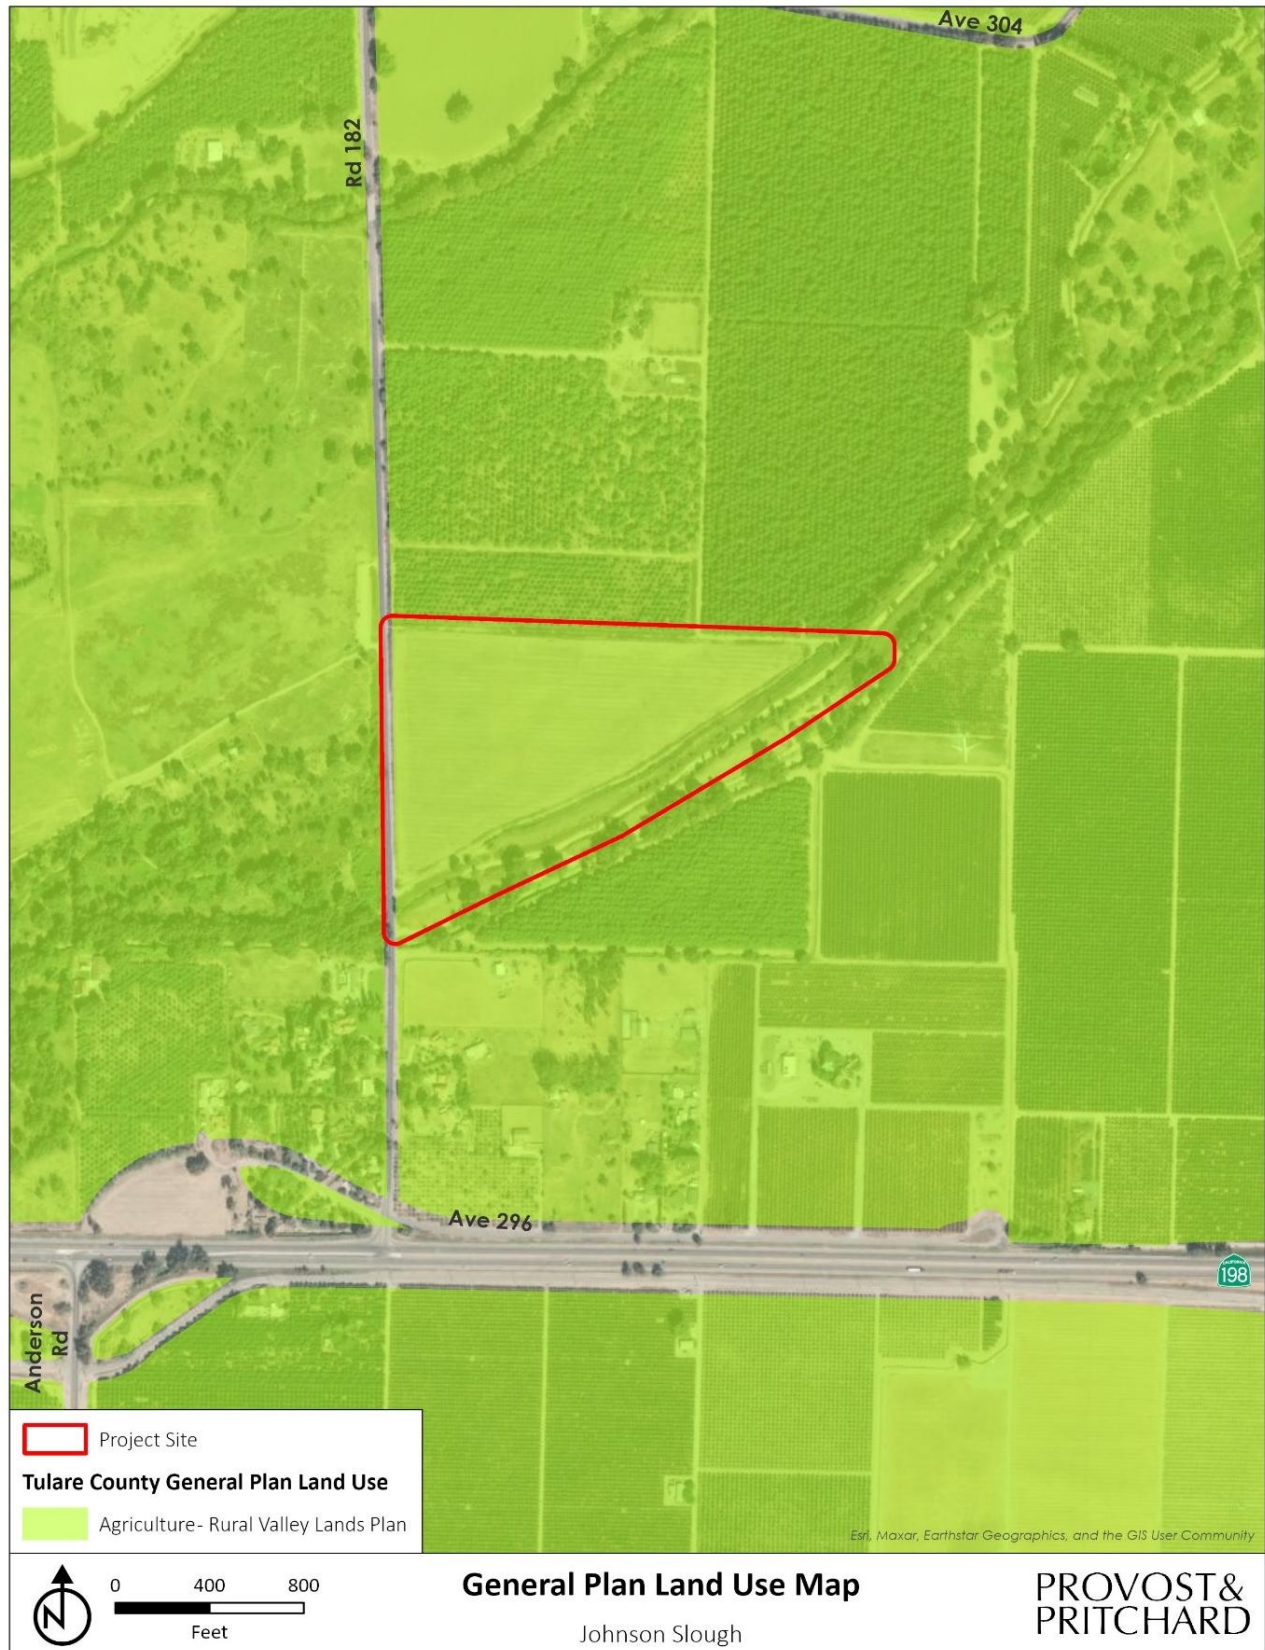 Ave 304
Rd 182
Ave 296
CALIFORNIA
198
Anderson
Rd
Project Site
Tulare County General Plan Land Use
Agriculture- Rural Valley Lands Plan
Esri, Maxar, Earthstar Geographics, and the GIS User Community
N
0 400 800
Feet
General Plan Land Use Map
Johnson Slough
PROVOST&
PRITCHARD